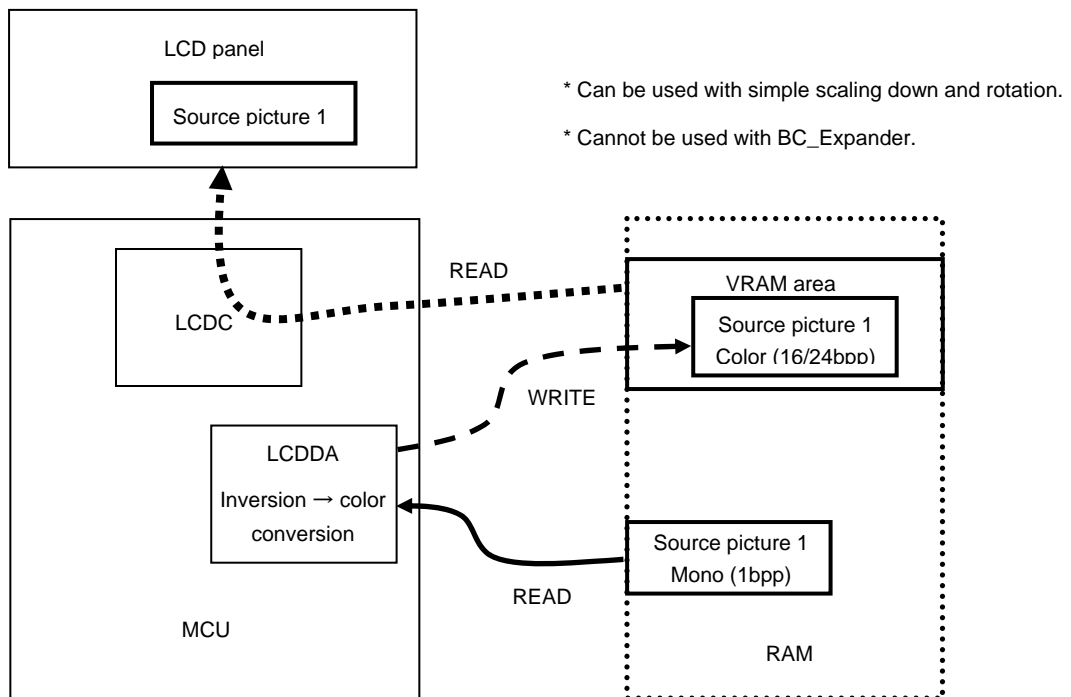 LCD panel
Source picture 1
* Can be used with simple scaling down and rotation.
* Cannot be used with BC_Expander.
READ
LCDC
VRAM area
Source picture 1
Color (16/24bpp)
WRITE
LCDDA
Inversion → color
conversion
Source picture 1
Mono (1bpp)
READ
MCU
RAM